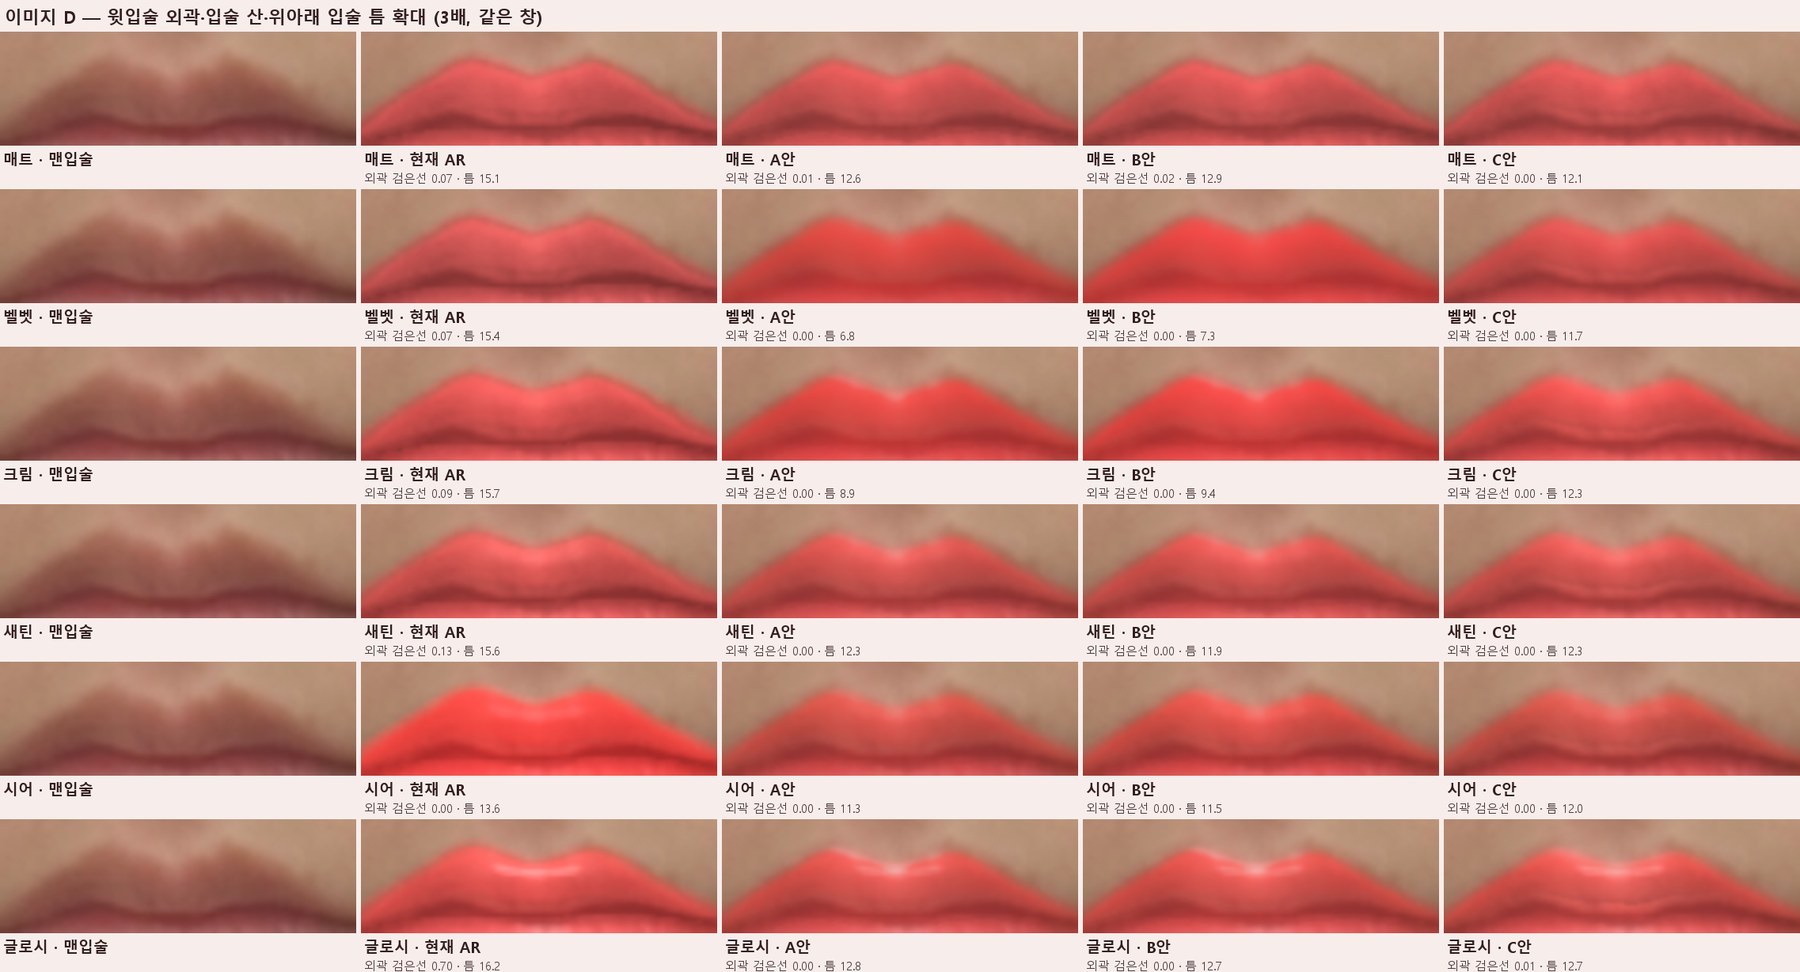 이미지 D — 윗입술 외곽·입술 산·위아래 입술 틈 확대 (3배, 같은 창)
매트 · 맨입술
매트 · 현재 AR
외곽 검은선 0.07 · 틈 15.1
매트 · A안
외곽 검은선 0.01 · 틈 12.6
매트 · B안
외곽 검은선 0.02 · 틈 12.9
매트 · C안
외곽 검은선 0.00 · 틈 12.1
벨벳 · 맨입술
벨벳 · 현재 AR
외곽 검은선 0.07 · 틈 15.4
벨벳 · A안
외곽 검은선 0.00 · 틈 6.8
벨벳 · B안
외곽 검은선 0.00 · 틈 7.3
벨벳 · C안
외곽 검은선 0.00 · 틈 11.7
크림 · 맨입술
크림 · 현재 AR
외곽 검은선 0.09 · 틈 15.7
크림 · A안
외곽 검은선 0.00 · 틈 8.9
크림 · B안
외곽 검은선 0.00 · 틈 9.4
크림 · C안
외곽 검은선 0.00 · 틈 12.3
새틴 · 맨입술
새틴 · 현재 AR
외곽 검은선 0.13 · 틈 15.6
새틴 · A안
외곽 검은선 0.00 · 틈 12.3
새틴 · B안
외곽 검은선 0.00 · 틈 11.9
새틴 · C안
외곽 검은선 0.00 · 틈 12.3
시어 · 맨입술
시어 · 현재 AR
외곽 검은선 0.00 · 틈 13.6
시어 · A안
외곽 검은선 0.00 · 틈 11.3
시어 · B안
외곽 검은선 0.00 · 틈 11.5
시어 · C안
외곽 검은선 0.00 · 틈 12.0
글로시 · 맨입술
글로시 · 현재 AR
외곽 검은선 0.70 · 틈 16.2
글로시 · A안
외곽 검은선 0.00 · 틈 12.8
글로시 · B안
외곽 검은선 0.00 · 틈 12.7
글로시 · C안
외곽 검은선 0.01 · 틈 12.7